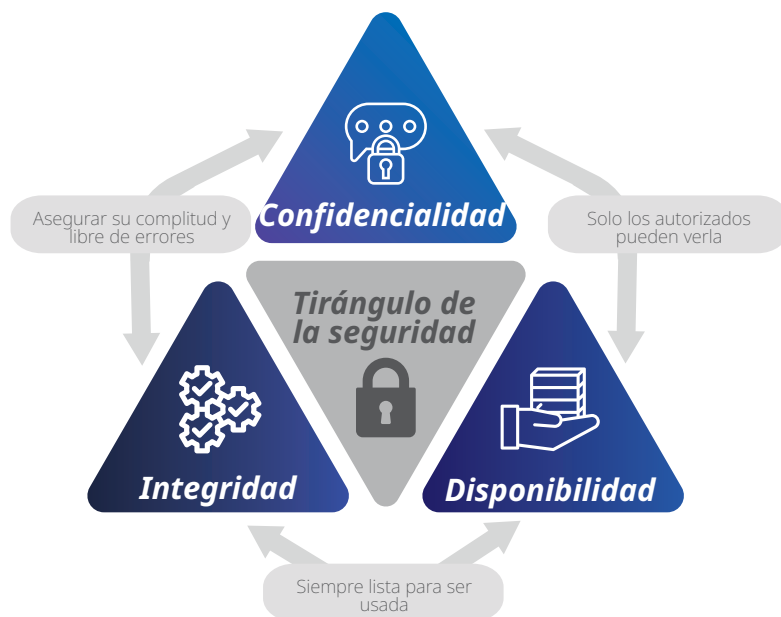 Confidencialidad
Asegurar su complitud y
libre de errores
Solo los autorizados
pueden verla
Tirángulo de
la seguridad
Integridad
Disponibilidad
Siempre lista para ser
usada